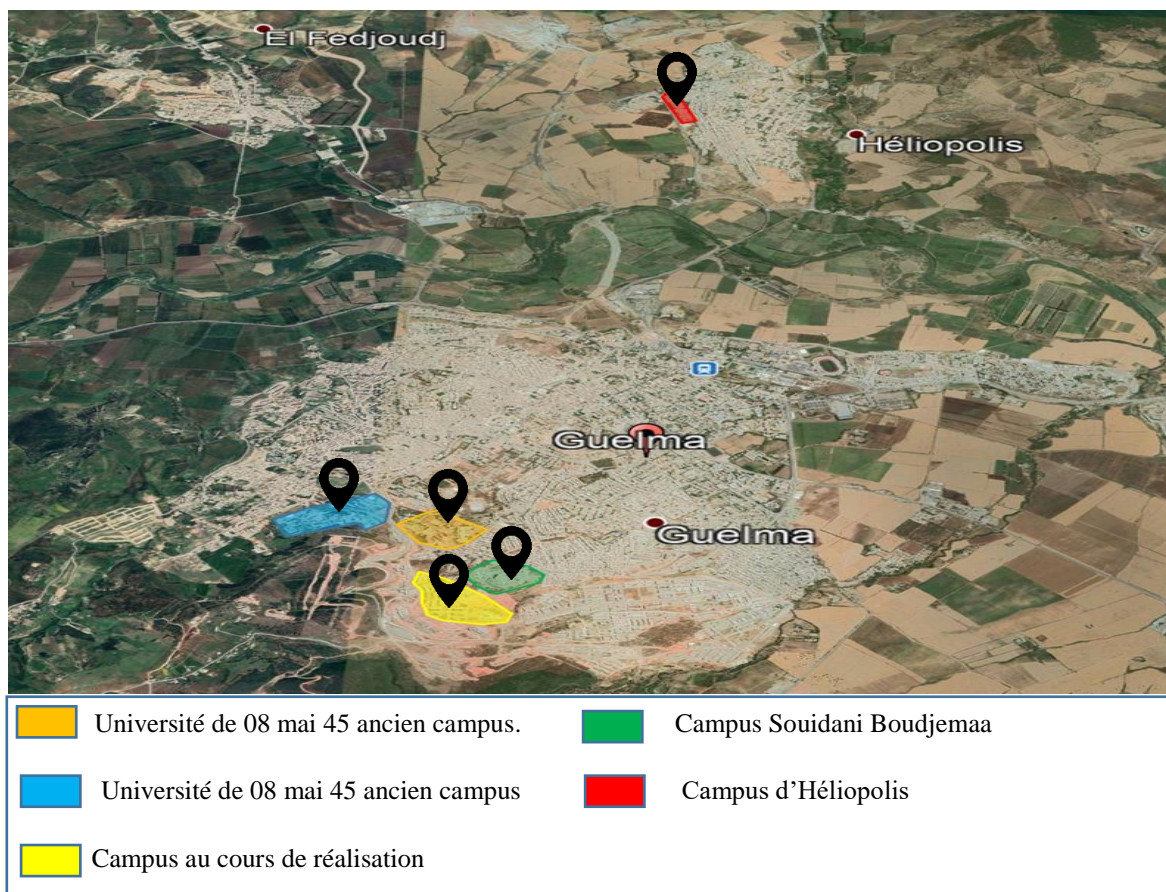 El Fedjoudj
Héliopolis
Guelma
Guelma
Université de 08 mai 45 ancien campus.
Campus Souidani Boudjemaa
Université de 08 mai 45 ancien campus
Campus d’Héliopolis
Campus au cours de réalisation